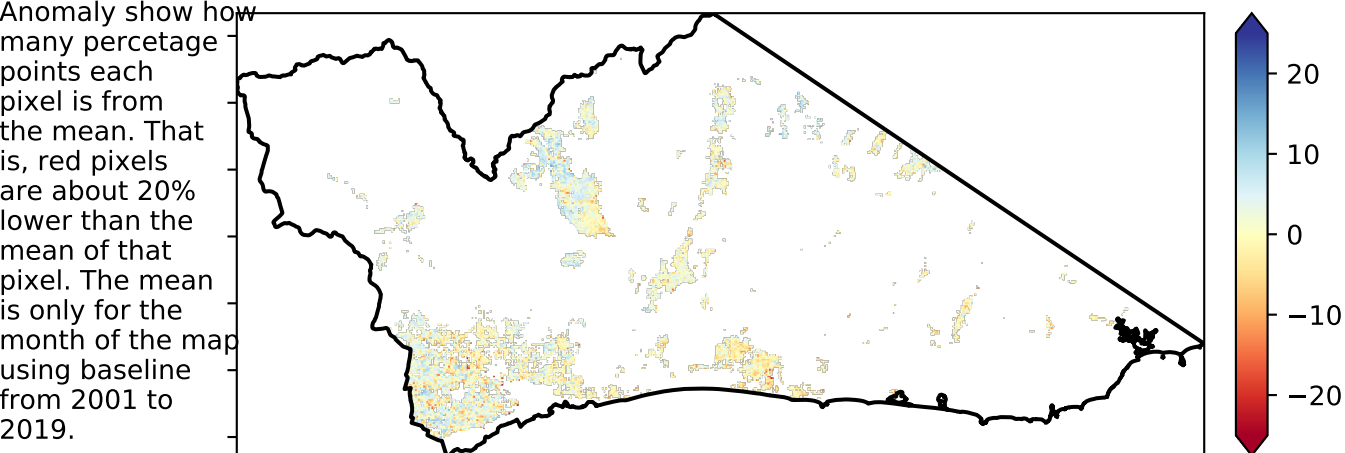 Anomaly show how
many percetage
points each
pixel is from
the mean. That
is, red pixels
are about 20%
lower than the
mean of that
pixel. The mean
is only for the
month of the map
using baseline
from 2001 to
2019.
20
10
0
−10
−20